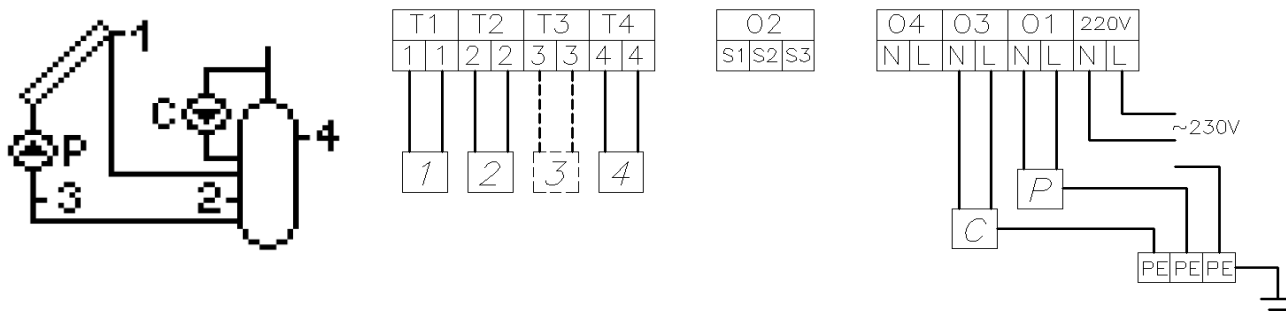 1
C
4
P
3
2
T1 T2 T3 T4
1 1 2 2 3 3 4 4
1 2 3 4
O2
S1 S2 S3
O4 O3 O1 220V
N L N L N L N L
~230V
P
C
PE PE PE